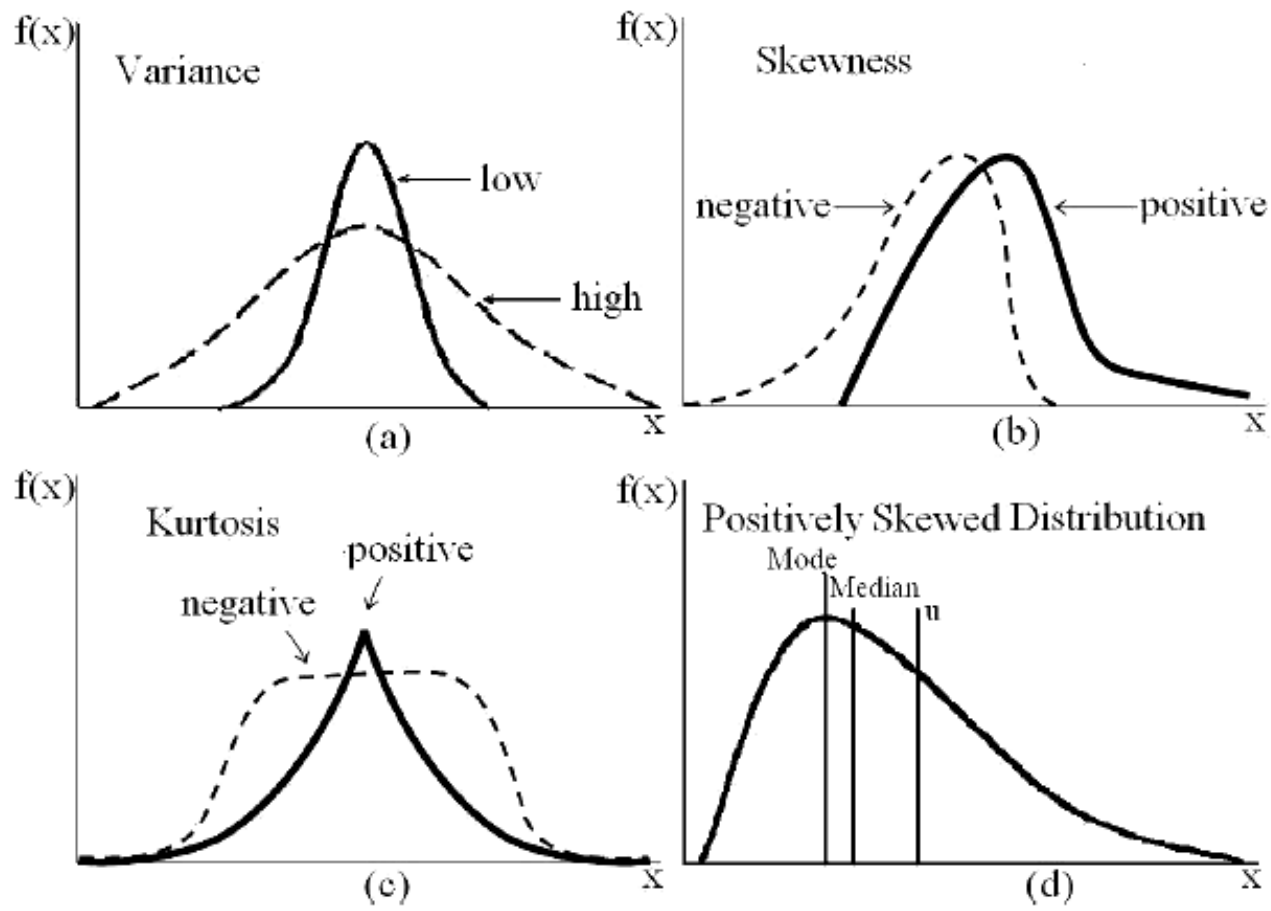 f(x)
Variance
low
high
x
(a)
f(x)
Skewness
negative
positive
x
(b)
f(x)
Kurtosis
positive
negative
x
(c)
f(x)
Positively Skewed Distribution
Mode
Median
u
x
(d)